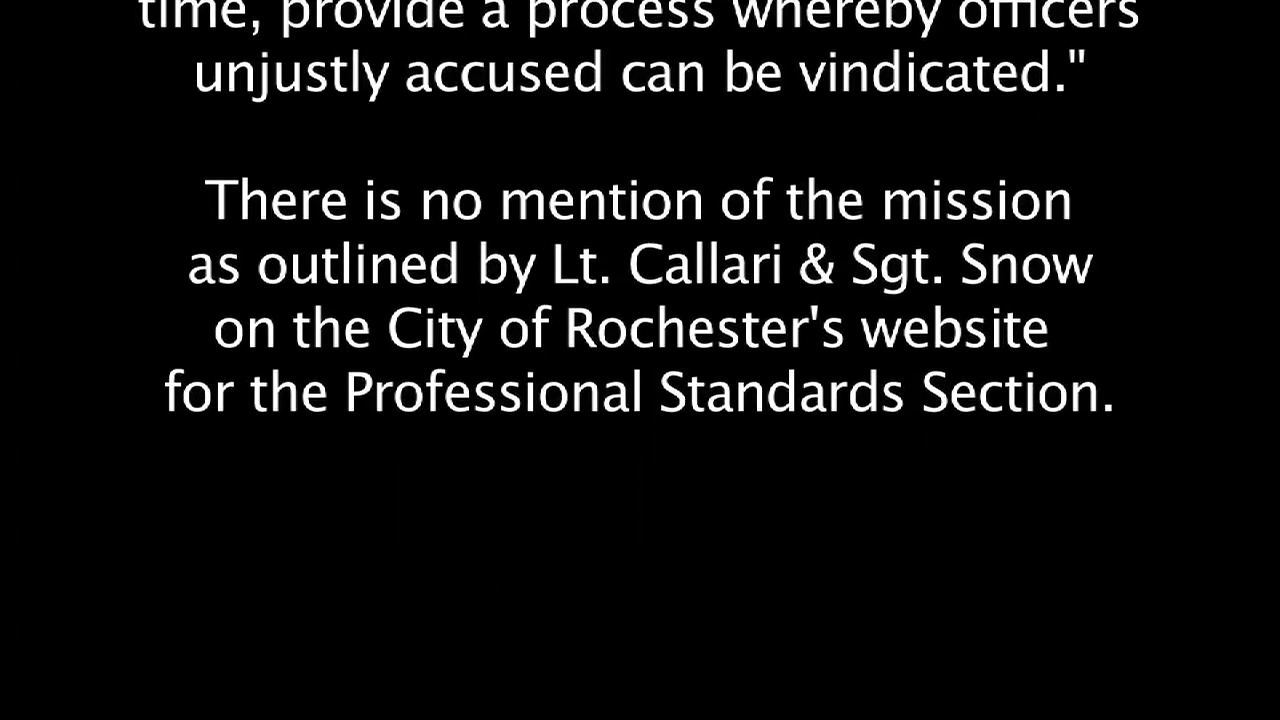 time, provide a process whereby officers
unjustly accused can be vindicated."
There is no mention of the mission
as outlined by Lt. Callari & Sgt. Snow
on the City of Rochester's website
for the Professional Standards Section.